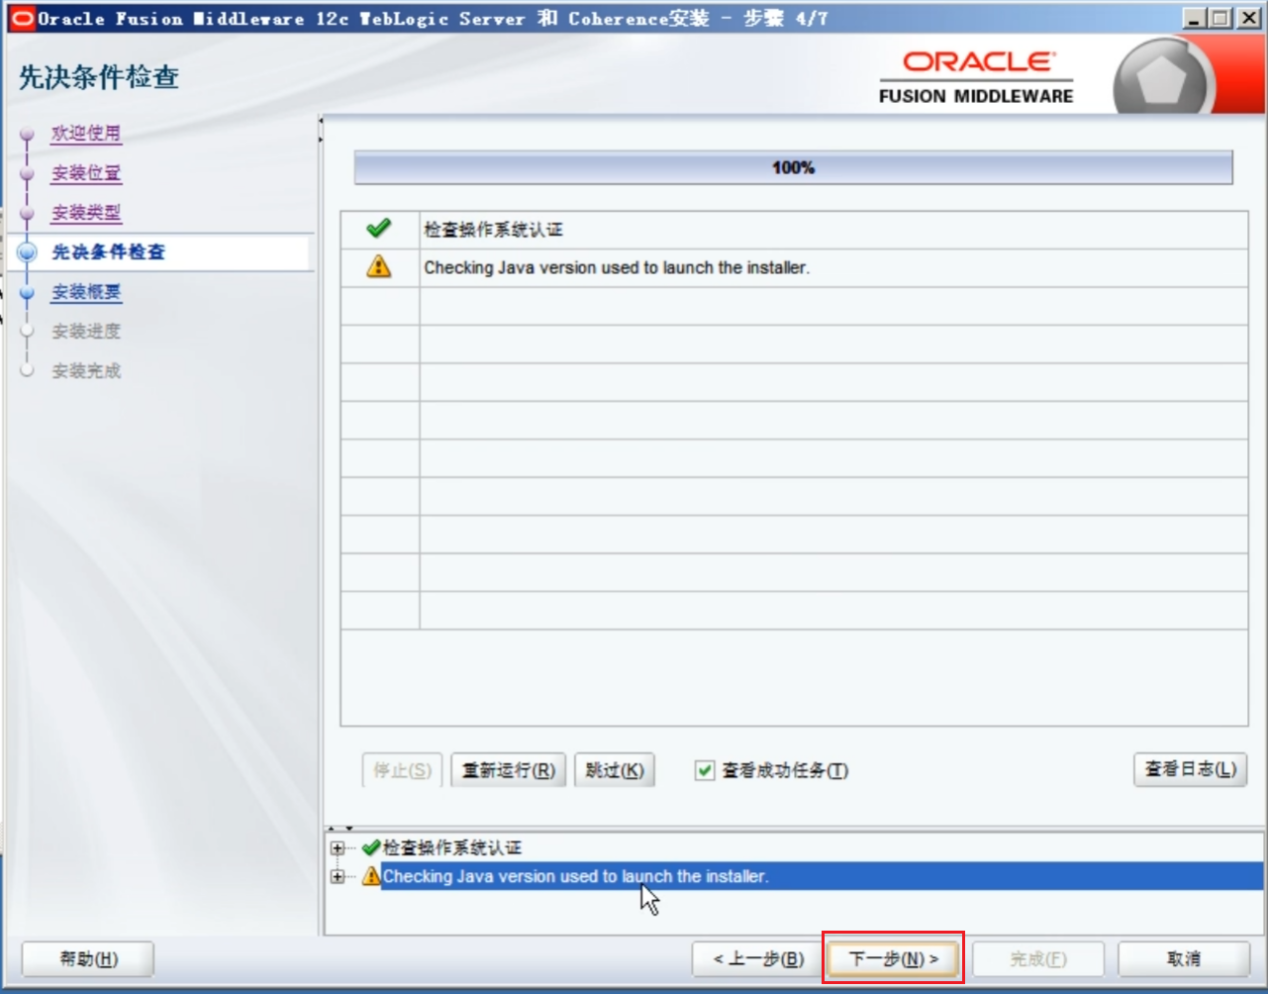 Oracle Fusion Middleware 12c WebLogic Server 和 Coherence安装 - 步骤 4/7
先决条件检查
ORACLE
FUSION MIDDLEWARE
欢迎使用
安装位置
安装类型
先决条件检查
安装概要
安装进度
安装完成
100%
检查操作系统认证
Checking Java version used to launch the installer.
停止(S)
重新运行(R)
跳过(K)
查看成功任务(T)
查看日志(L)
检查操作系统认证
Checking Java version used to launch the installer.
帮助(H)
< 上一步(B)
下一步(N) >
完成(F)
取消